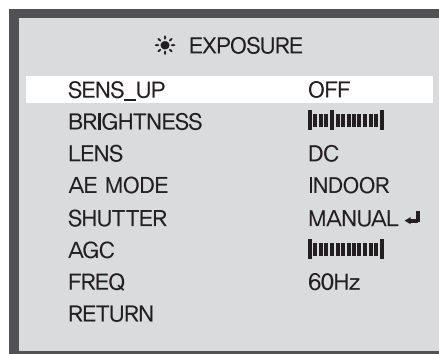 EXPOSURE
SENS_UP OFF
BRIGHTNESS
LENS DC
AE MODE INDOOR
SHUTTER MANUAL
AGC
FREQ 60Hz
RETURN